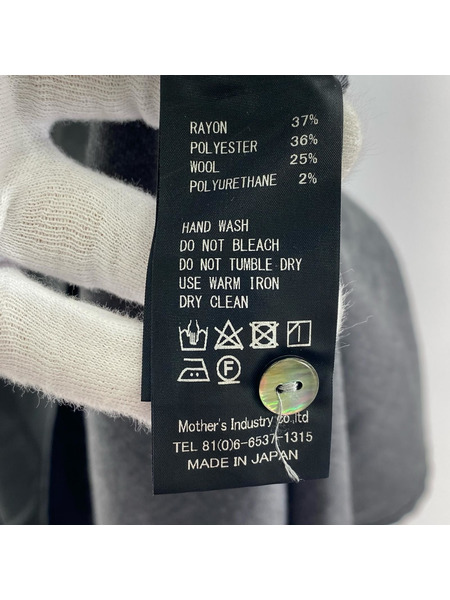 RAYON 37%
POLYESTER 36%
WOOL 25%
POLYURETHANE 2%
HAND WASH
DO NOT BLEACH
DO NOT TUMBLE DRY
USE WARM IRON
DRY CLEAN
F
Mother's Industry co.,ltd
TEL 81(0)6-6537-1315
MADE IN JAPAN